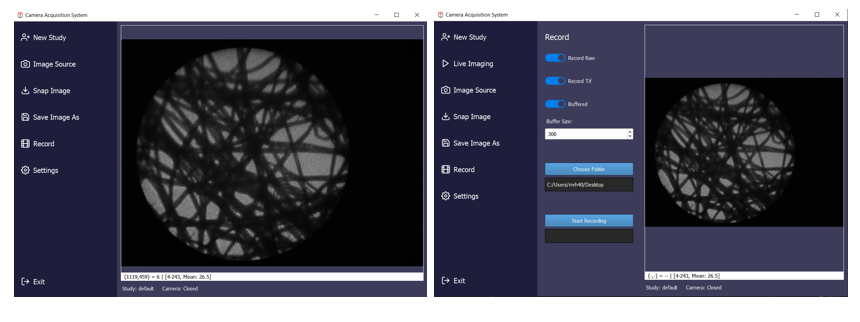 Camera Acquisition System
New Study
Image Source
Snap Image
Save Image As
Record
Settings
Exit
(1119,459) = 6 | [4-243, Mean: 26.5]
Study: default Camera: Closed
Camera Acquisition System
New Study
Live Imaging
Image Source
Snap Image
Save Image As
Record
Settings
Exit
Record
Record Raw
Record Tif
Buffered
Buffer Size:
300
Choose Folder
C:/Users/mrh40/Desktop
Start Recording
(-,-) = -- | [4-243, Mean: 26.5]
Study: default Camera: Closed